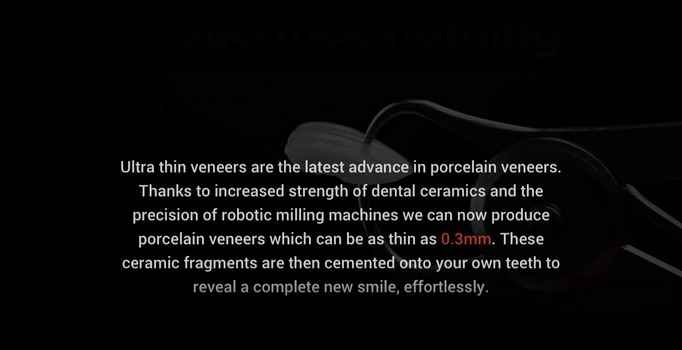 Ultra thin veneers are the latest advance in porcelain veneers.
Thanks to increased strength of dental ceramics and the
precision of robotic milling machines we can now produce
porcelain veneers which can be as thin as 0.3mm. These
ceramic fragments are then cemented onto your own teeth to
reveal a complete new smile, effortlessly.